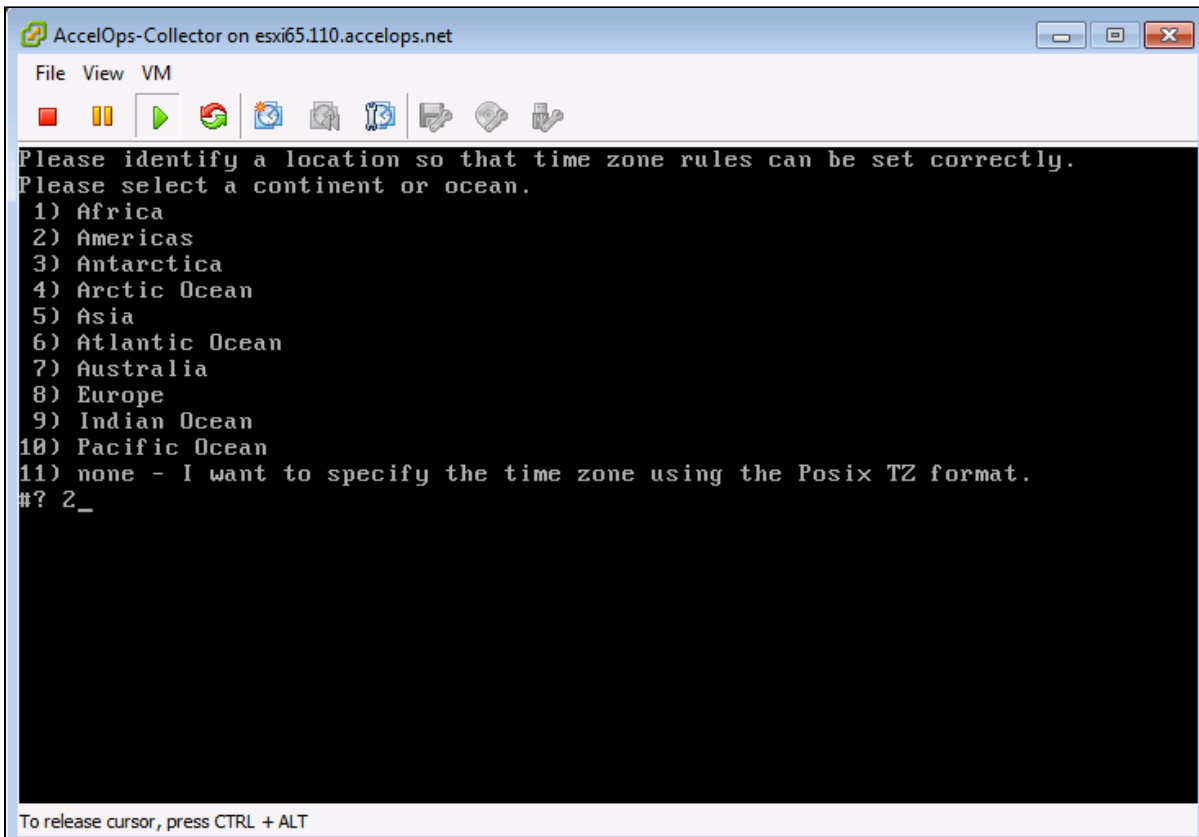 AccelOps-Collector on esxi65.110.accelops.net
File View VM
Please identify a location so that time zone rules can be set correctly.
Please select a continent or ocean.
1) Africa
2) Americas
3) Antarctica
4) Arctic Ocean
5) Asia
6) Atlantic Ocean
7) Australia
8) Europe
9) Indian Ocean
10) Pacific Ocean
11) none - I want to specify the time zone using the Posix TZ format.
#? 2_
To release cursor, press CTRL + ALT